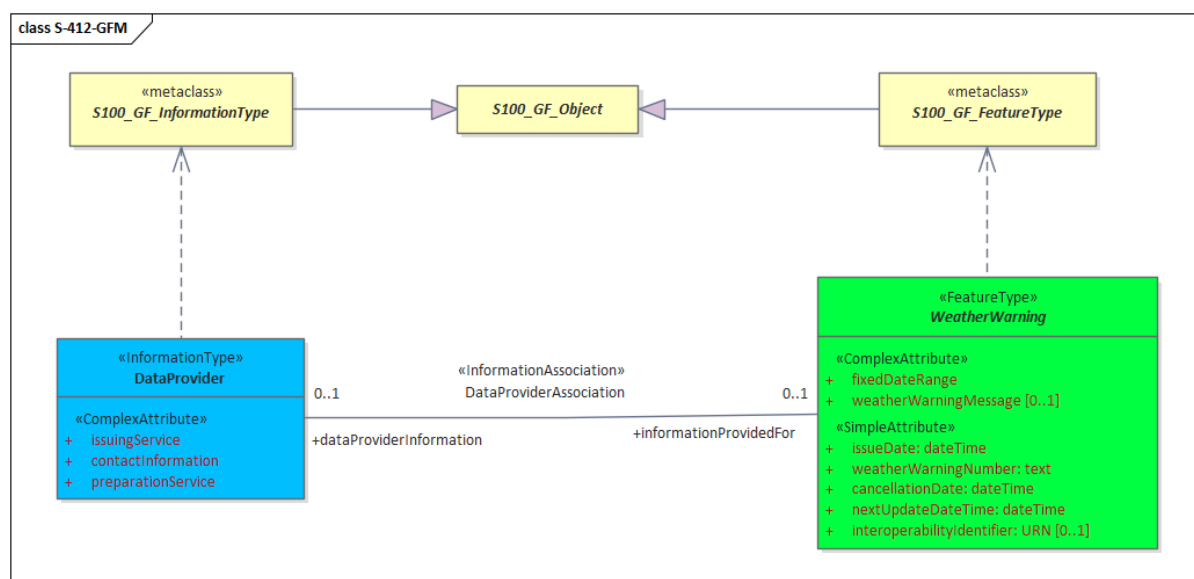 class S-412-GFM
«metaclass»
S100_GF_InformationType
S100_GF_Object
«metaclass»
S100_GF_FeatureType
«InformationType»
DataProvider
«ComplexAttribute»
+ issuingService
+ contactInformation
+ preparationService
0..1
+dataProviderInformation
«InformationAssociation»
DataProviderAssociation
0..1
+informationProvidedFor
«FeatureType»
WeatherWarning
«ComplexAttribute»
+ fixedDateRange
+ weatherWarningMessage [0..1]
«SimpleAttribute»
+ issueDate: dateTime
+ weatherWarningNumber: text
+ cancellationDate: dateTime
+ nextUpdateDateTime: dateTime
+ interoperabilityIdentifier: URN [0..1]